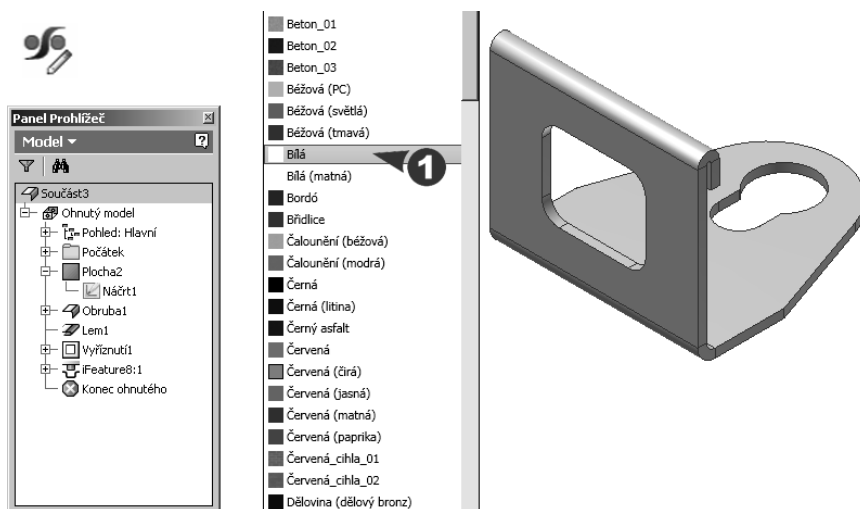 Panel Prohlížeč
Model
Součást3
Ohnutý model
Pohled: Hlavní
Počátek
Plocha2
Náčrt1
Obruba1
Lem1
Vyříznutí1
iFeature8:1
Konec ohnutého
Beton_01
Beton_02
Beton_03
Béžová (PC)
Béžová (světlá)
Béžová (tmavá)
Bílá
1
Bílá (matná)
Bordó
Břidlice
Čalounění (béžová)
Čalounění (modrá)
Černá
Černá (litina)
Černý asfalt
Červená
Červená (čirá)
Červená (jasná)
Červená (matná)
Červená (paprika)
Červená_cihla_01
Červená_cihla_02
Dělovina (dělový bronz)